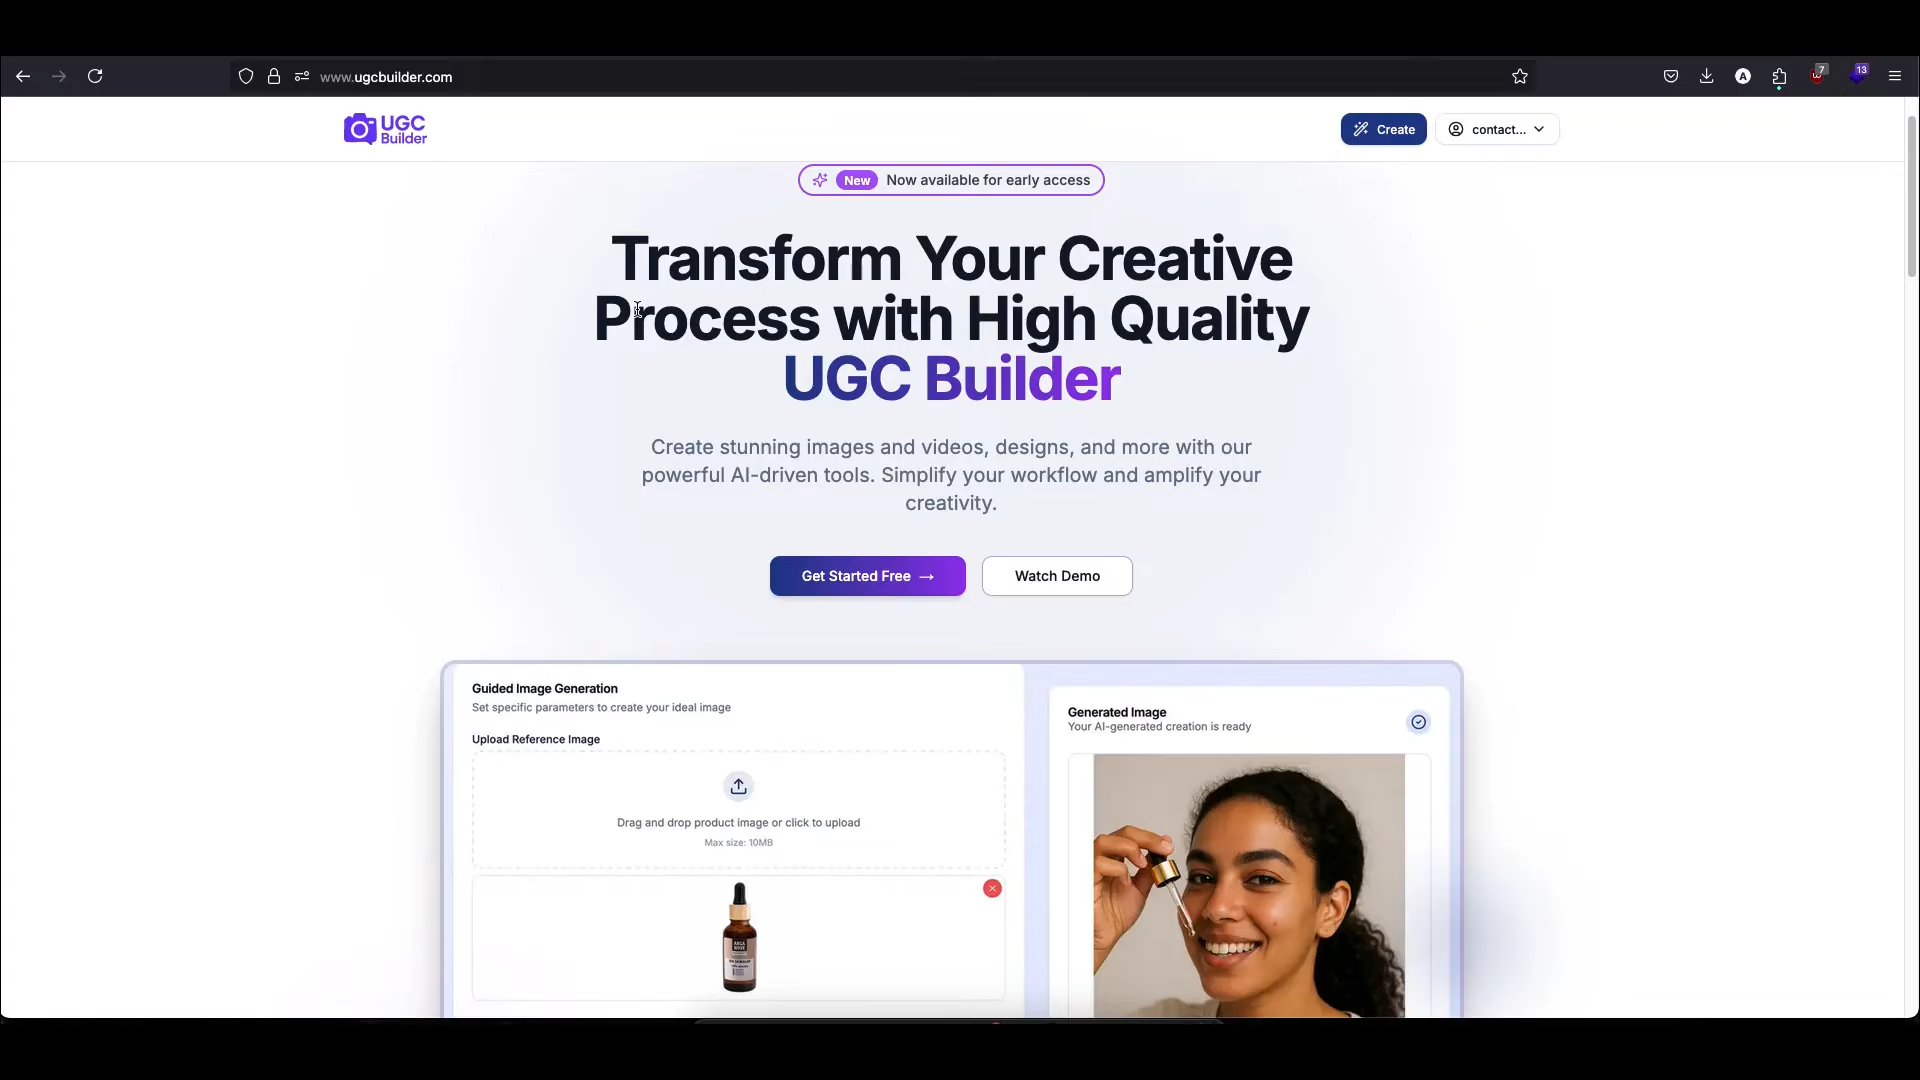 www.ugcbuilder.com
7
13
A
UGC
Builder
Create
contact...
New
Now available for early access
Transform Your Creative
Process with High Quality
UGC Builder
Create stunning images and videos, designs, and more with our
powerful AI-driven tools. Simplify your workflow and amplify your
creativity.
Get Started Free →
Watch Demo
Guided Image Generation
Set specific parameters to create your ideal image
Upload Reference Image
Drag and drop product image or click to upload
Max size: 10MB
Generated Image
Your AI-generated creation is ready